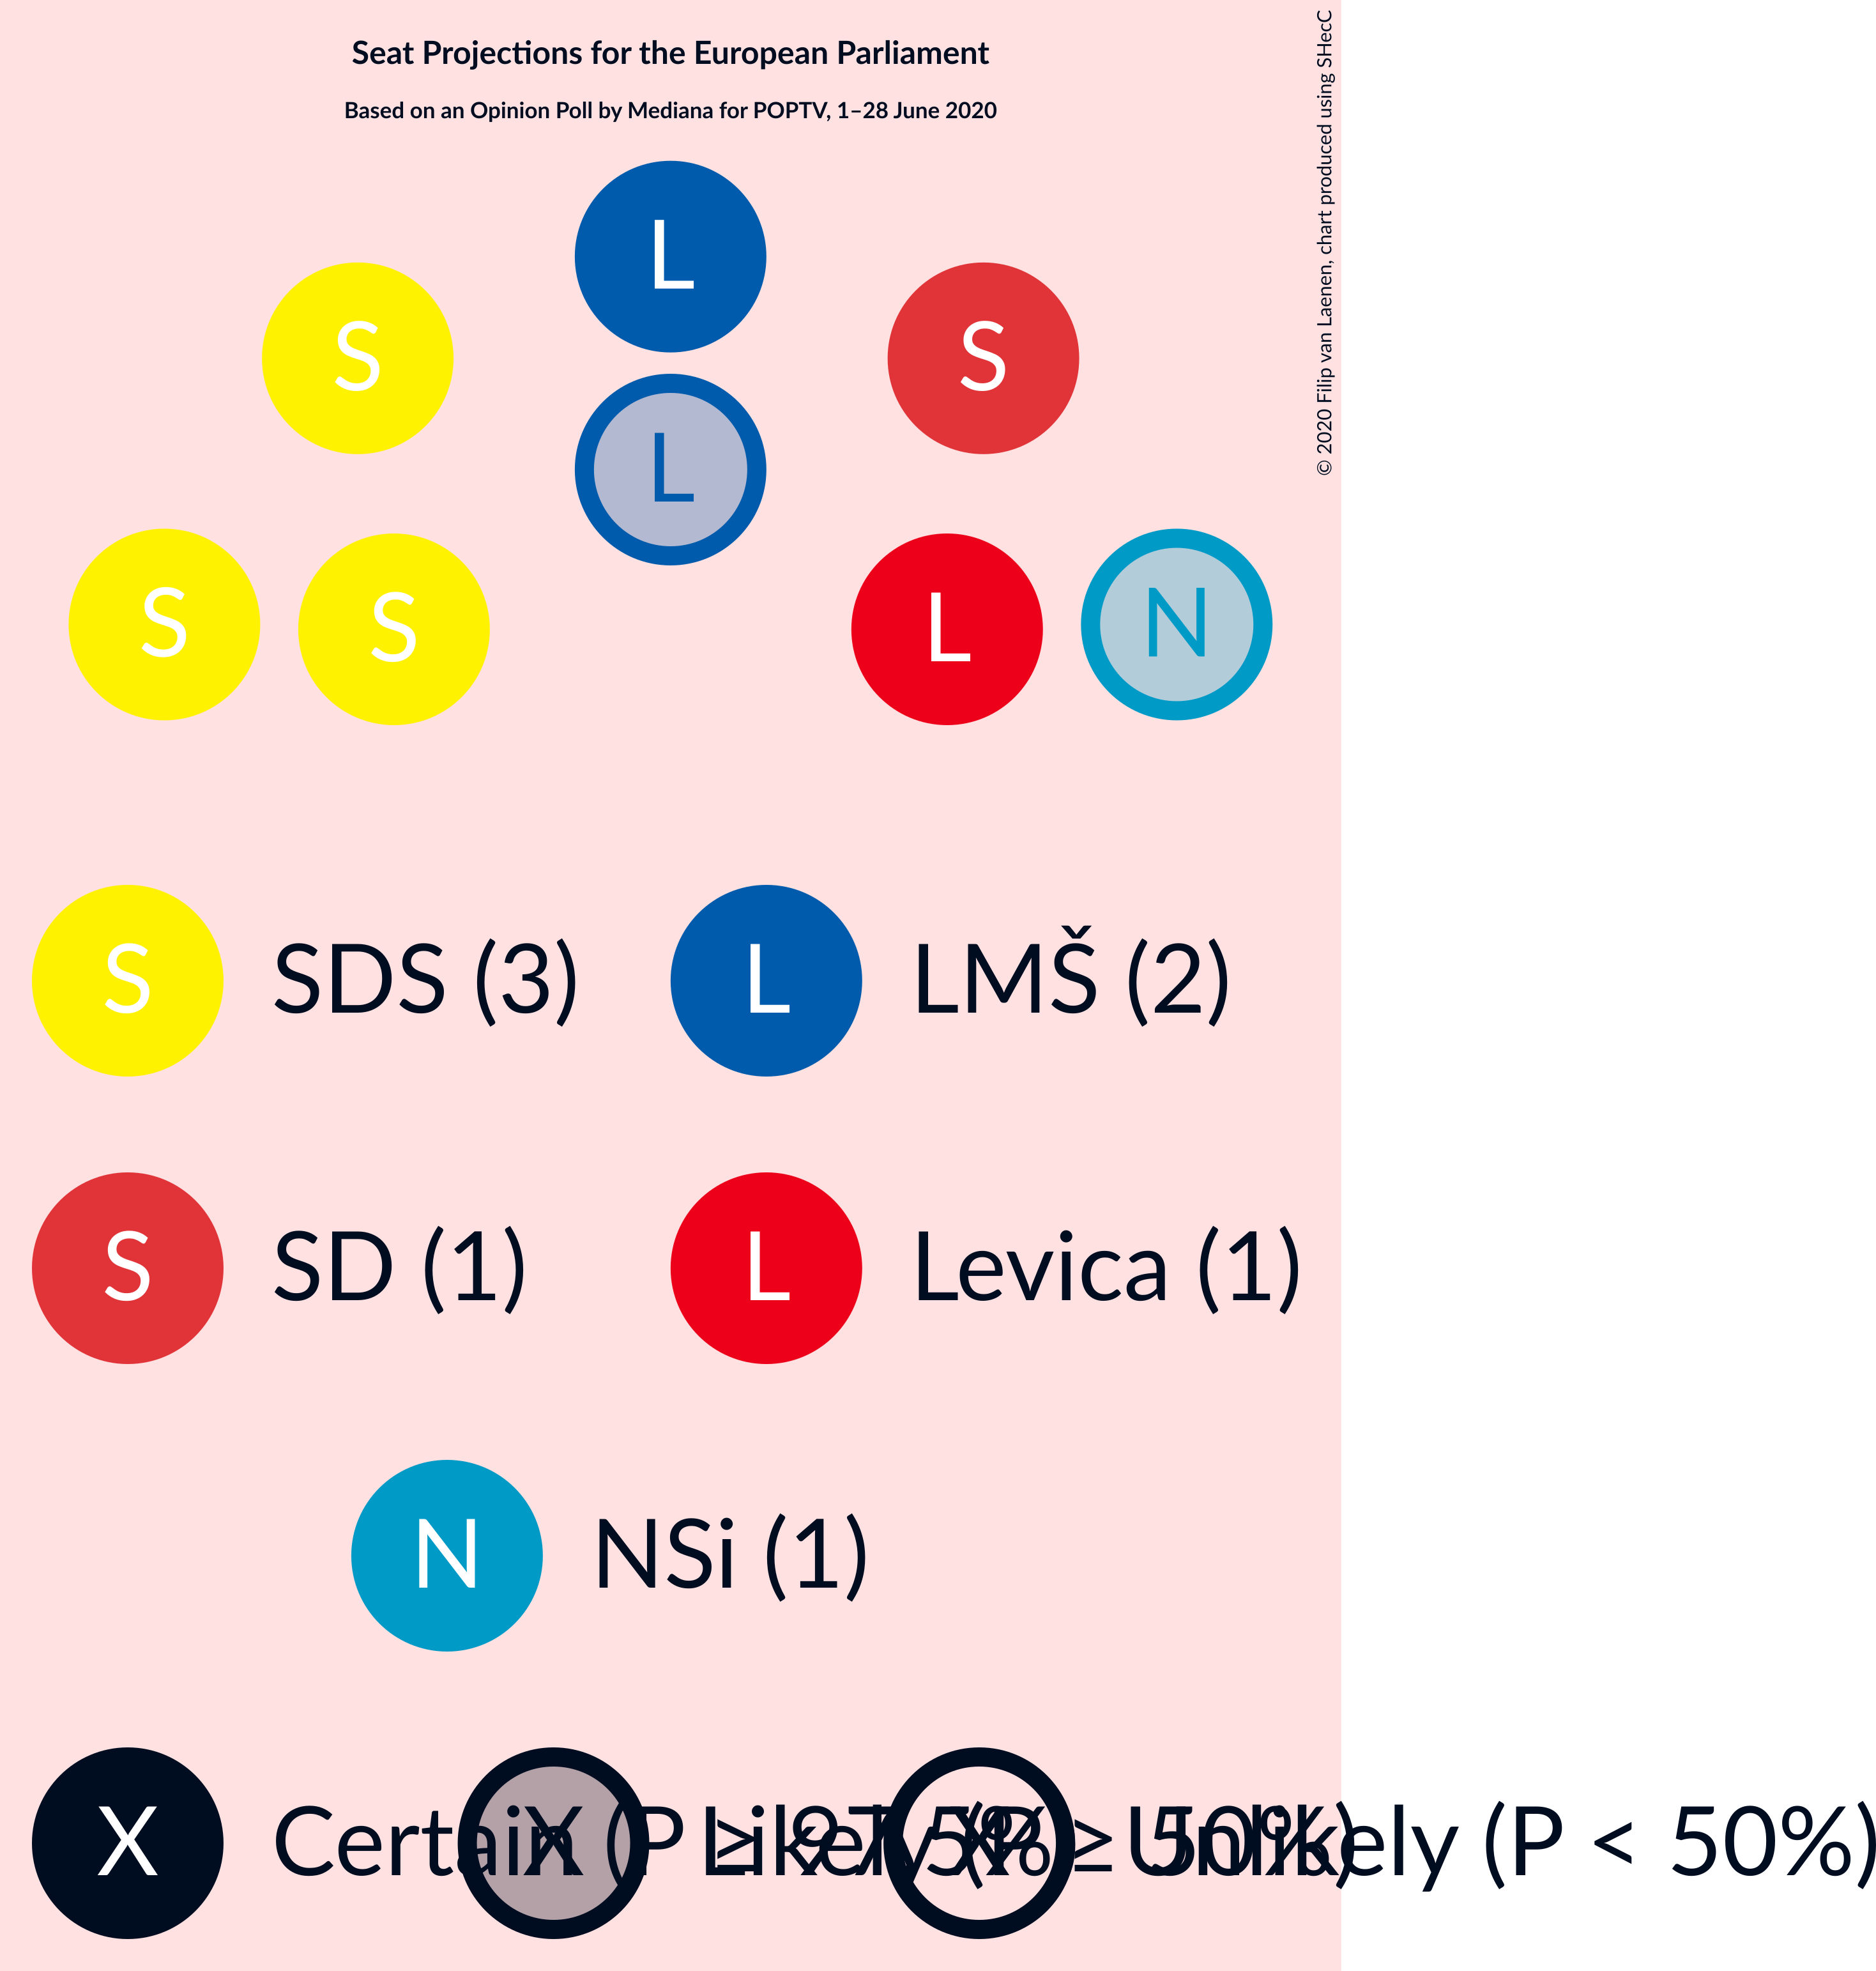 Seat Projections for the European Parliament
Based on an Opinion Poll by Mediana for POPTV, 1–28 June 2020
© 2020 Filip van Laenen, chart produced using SHecC
L
S
S
L
S
S
L
N
S SDS (3)
L LMŠ (2)
S SD (1)
L Levica (1)
N NSi (1)
X Certain (P ≥ 97.5%)
X Likely (P ≥ 50%)
X Unlikely (P < 50%)